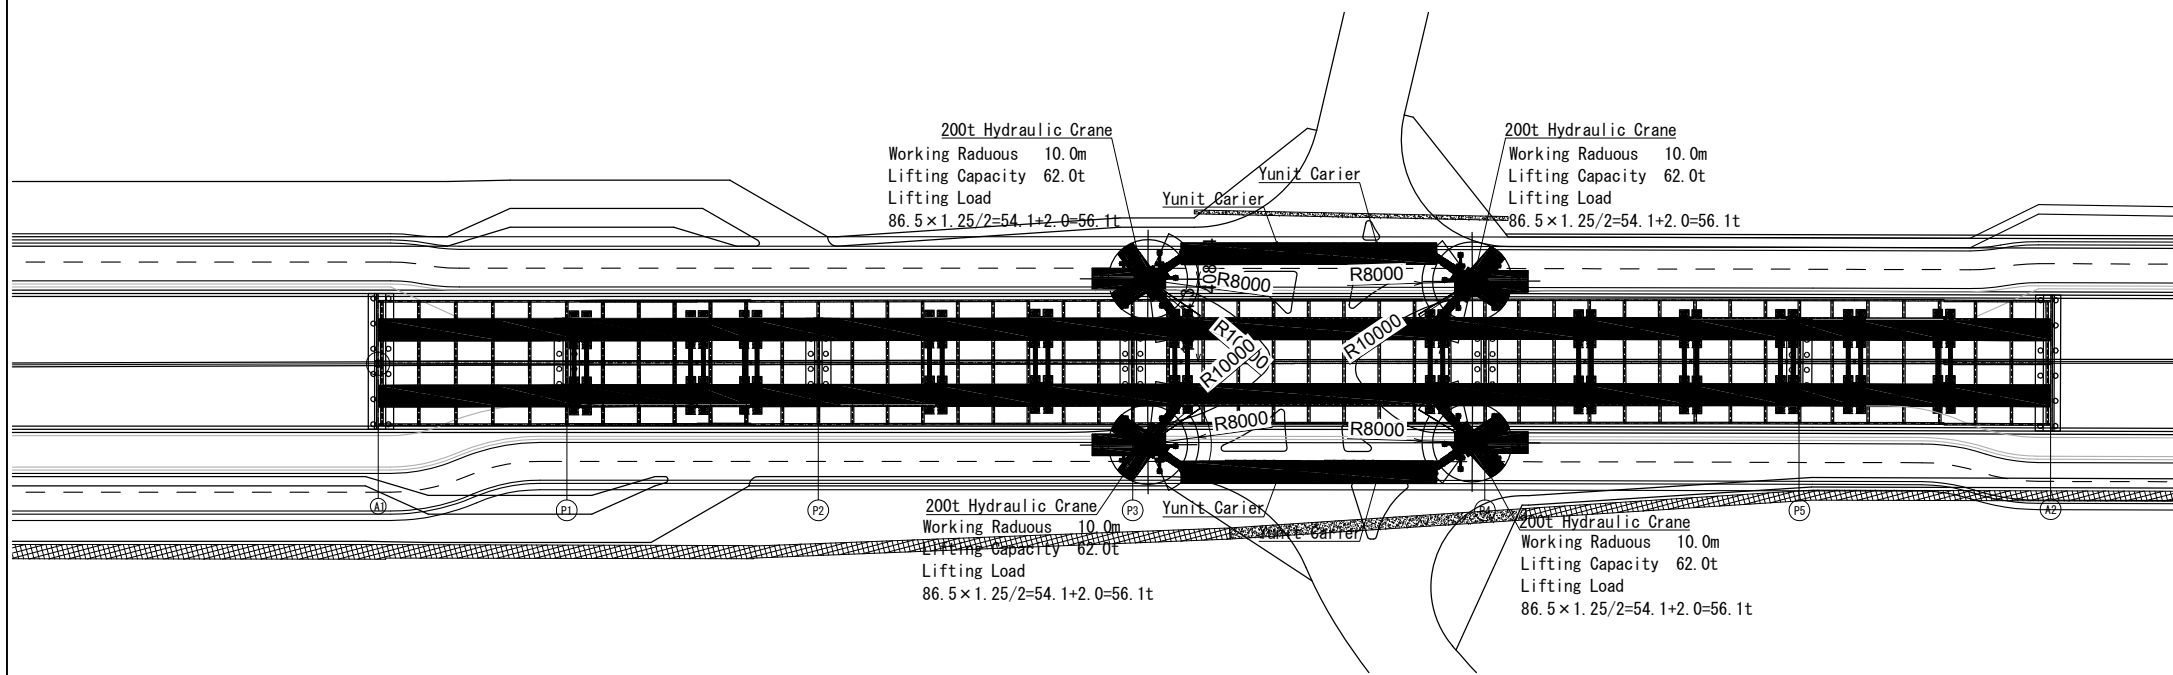 200t Hydraulic Crane
Working Raduous 10.0m
Lifting Capacity 62.0t
Lifting Load
86.5×1.25/2=54.1+2.0=56.1t
200t Hydraulic Crane
Working Raduous 10.0m
Lifting Capacity 62.0t
Lifting Load
86.5×1.25/2=54.1+2.0=56.1t
Yunit Carier
Yunit Carier
R8000
R8000
R10000
R10000
R8000
R8000
A1
P1
P2
P3
P4
P5
A2
200t Hydraulic Crane
Working Raduous 10.0m
Lifting Capacity 62.0t
Lifting Load
86.5×1.25/2=54.1+2.0=56.1t
Yunit Carier
Yunit Carier
200t Hydraulic Crane
Working Raduous 10.0m
Lifting Capacity 62.0t
Lifting Load
86.5×1.25/2=54.1+2.0=56.1t